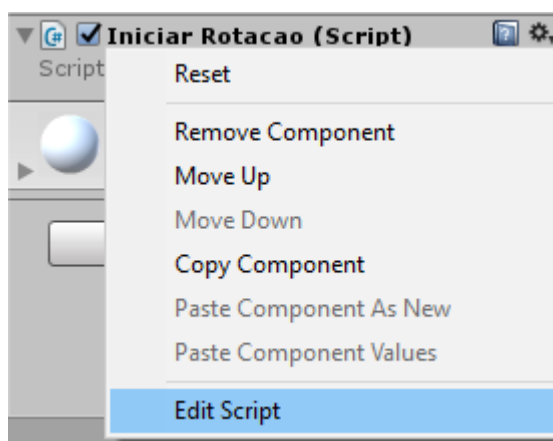 Iniciar Rotacao (Script)
Script
Reset
Remove Component
Move Up
Move Down
Copy Component
Paste Component As New
Paste Component Values
Edit Script